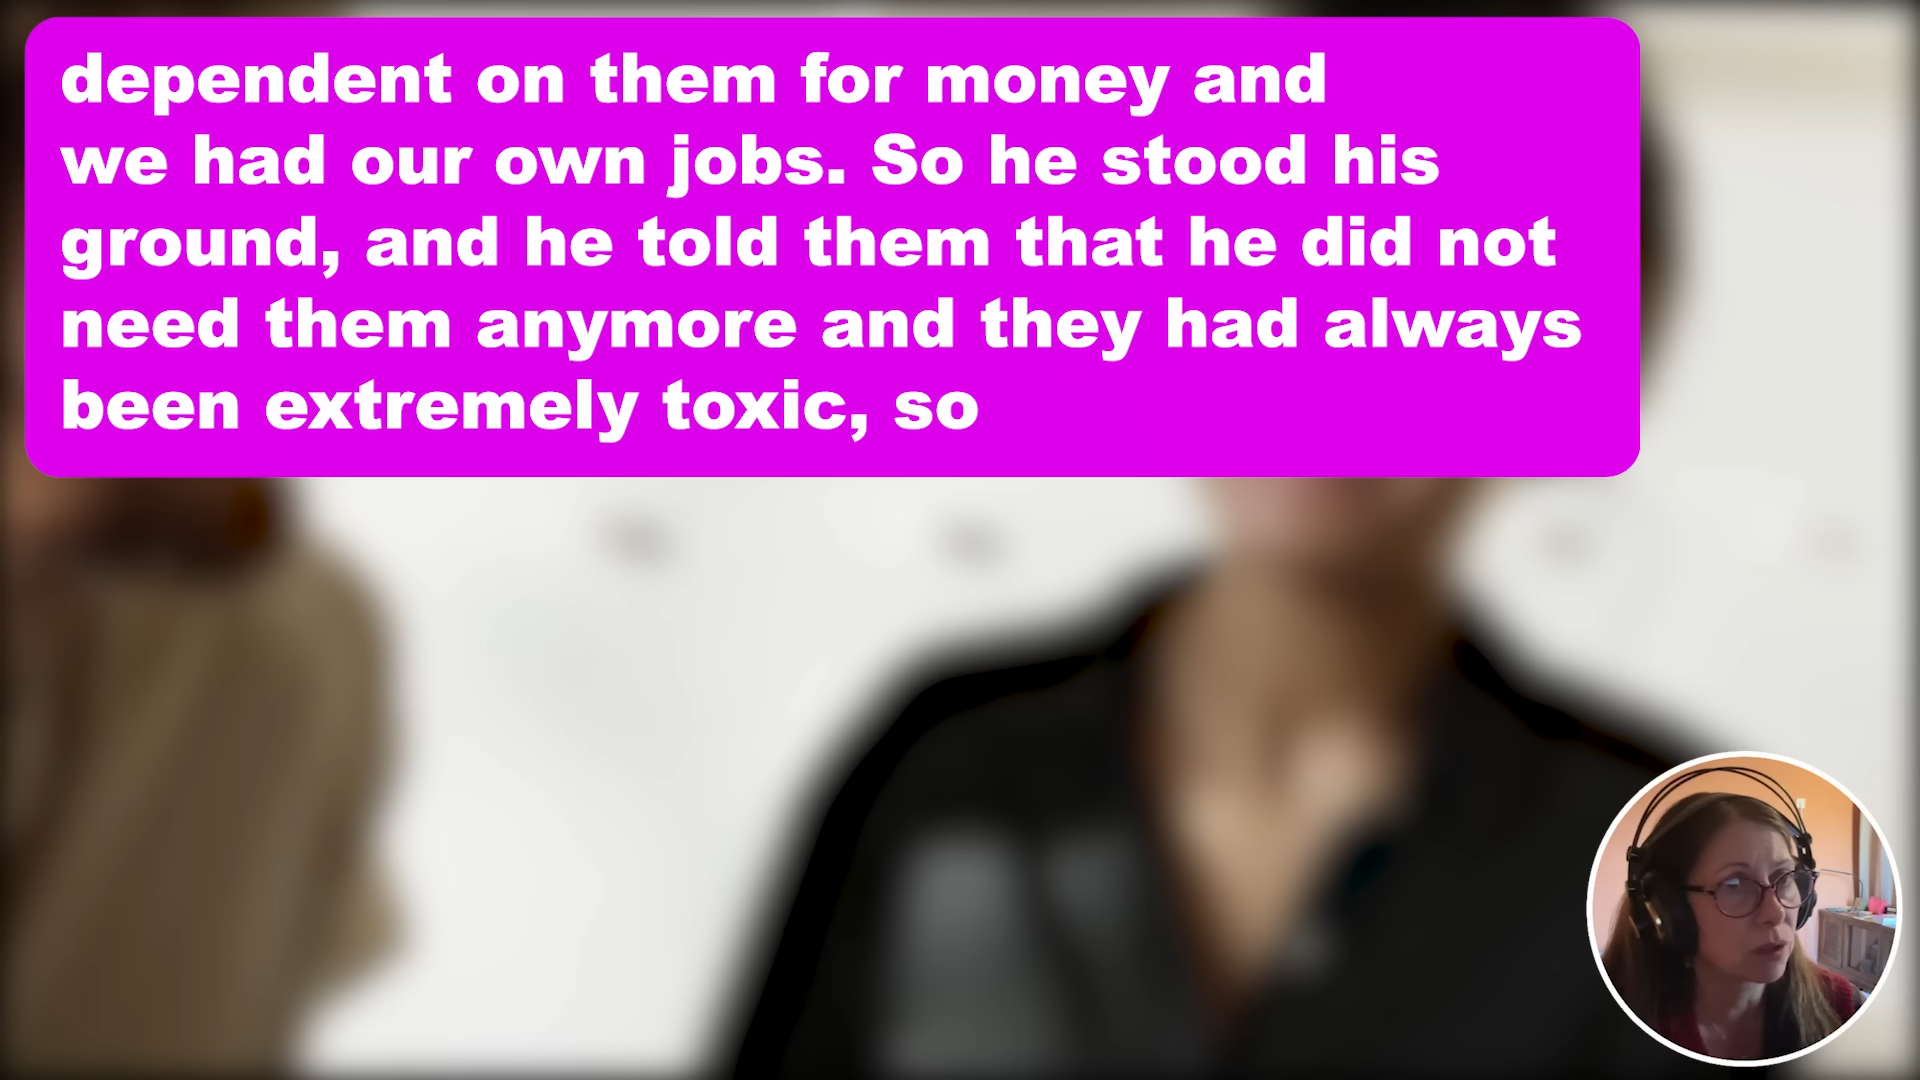 dependent on them for money and
we had our own jobs. So he stood his
ground, and he told them that he did not
need them anymore and they had always
been extremely toxic, so